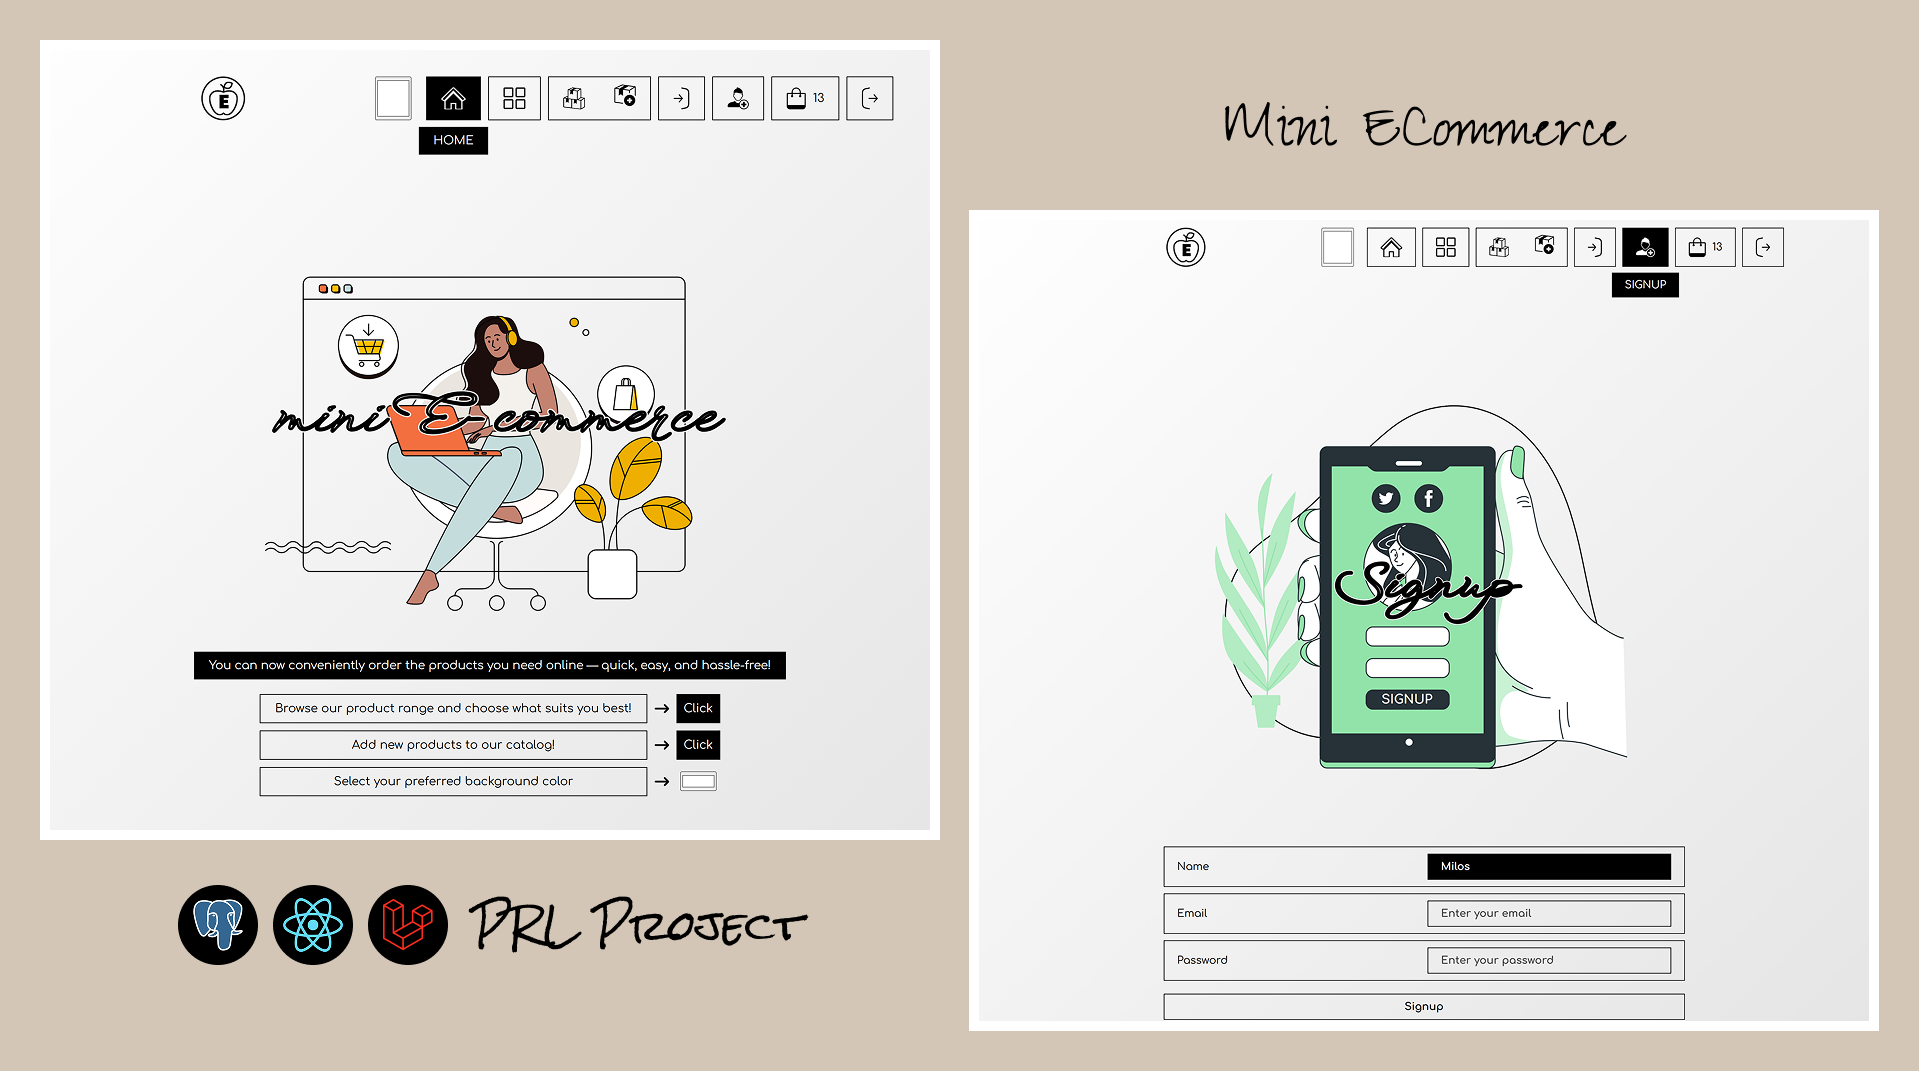 E
13
HOME
mini E-commerce
You can now conveniently order the products you need online — quick, easy, and hassle-free!
Browse our product range and choose what suits you best! → Click
Add new products to our catalog! → Click
Select your preferred background color →
PRL Project
Mini ECommerce
E
13
SIGNUP
Signup
SIGNUP
Name Milos
Email Enter your email
Password Enter your password
Signup